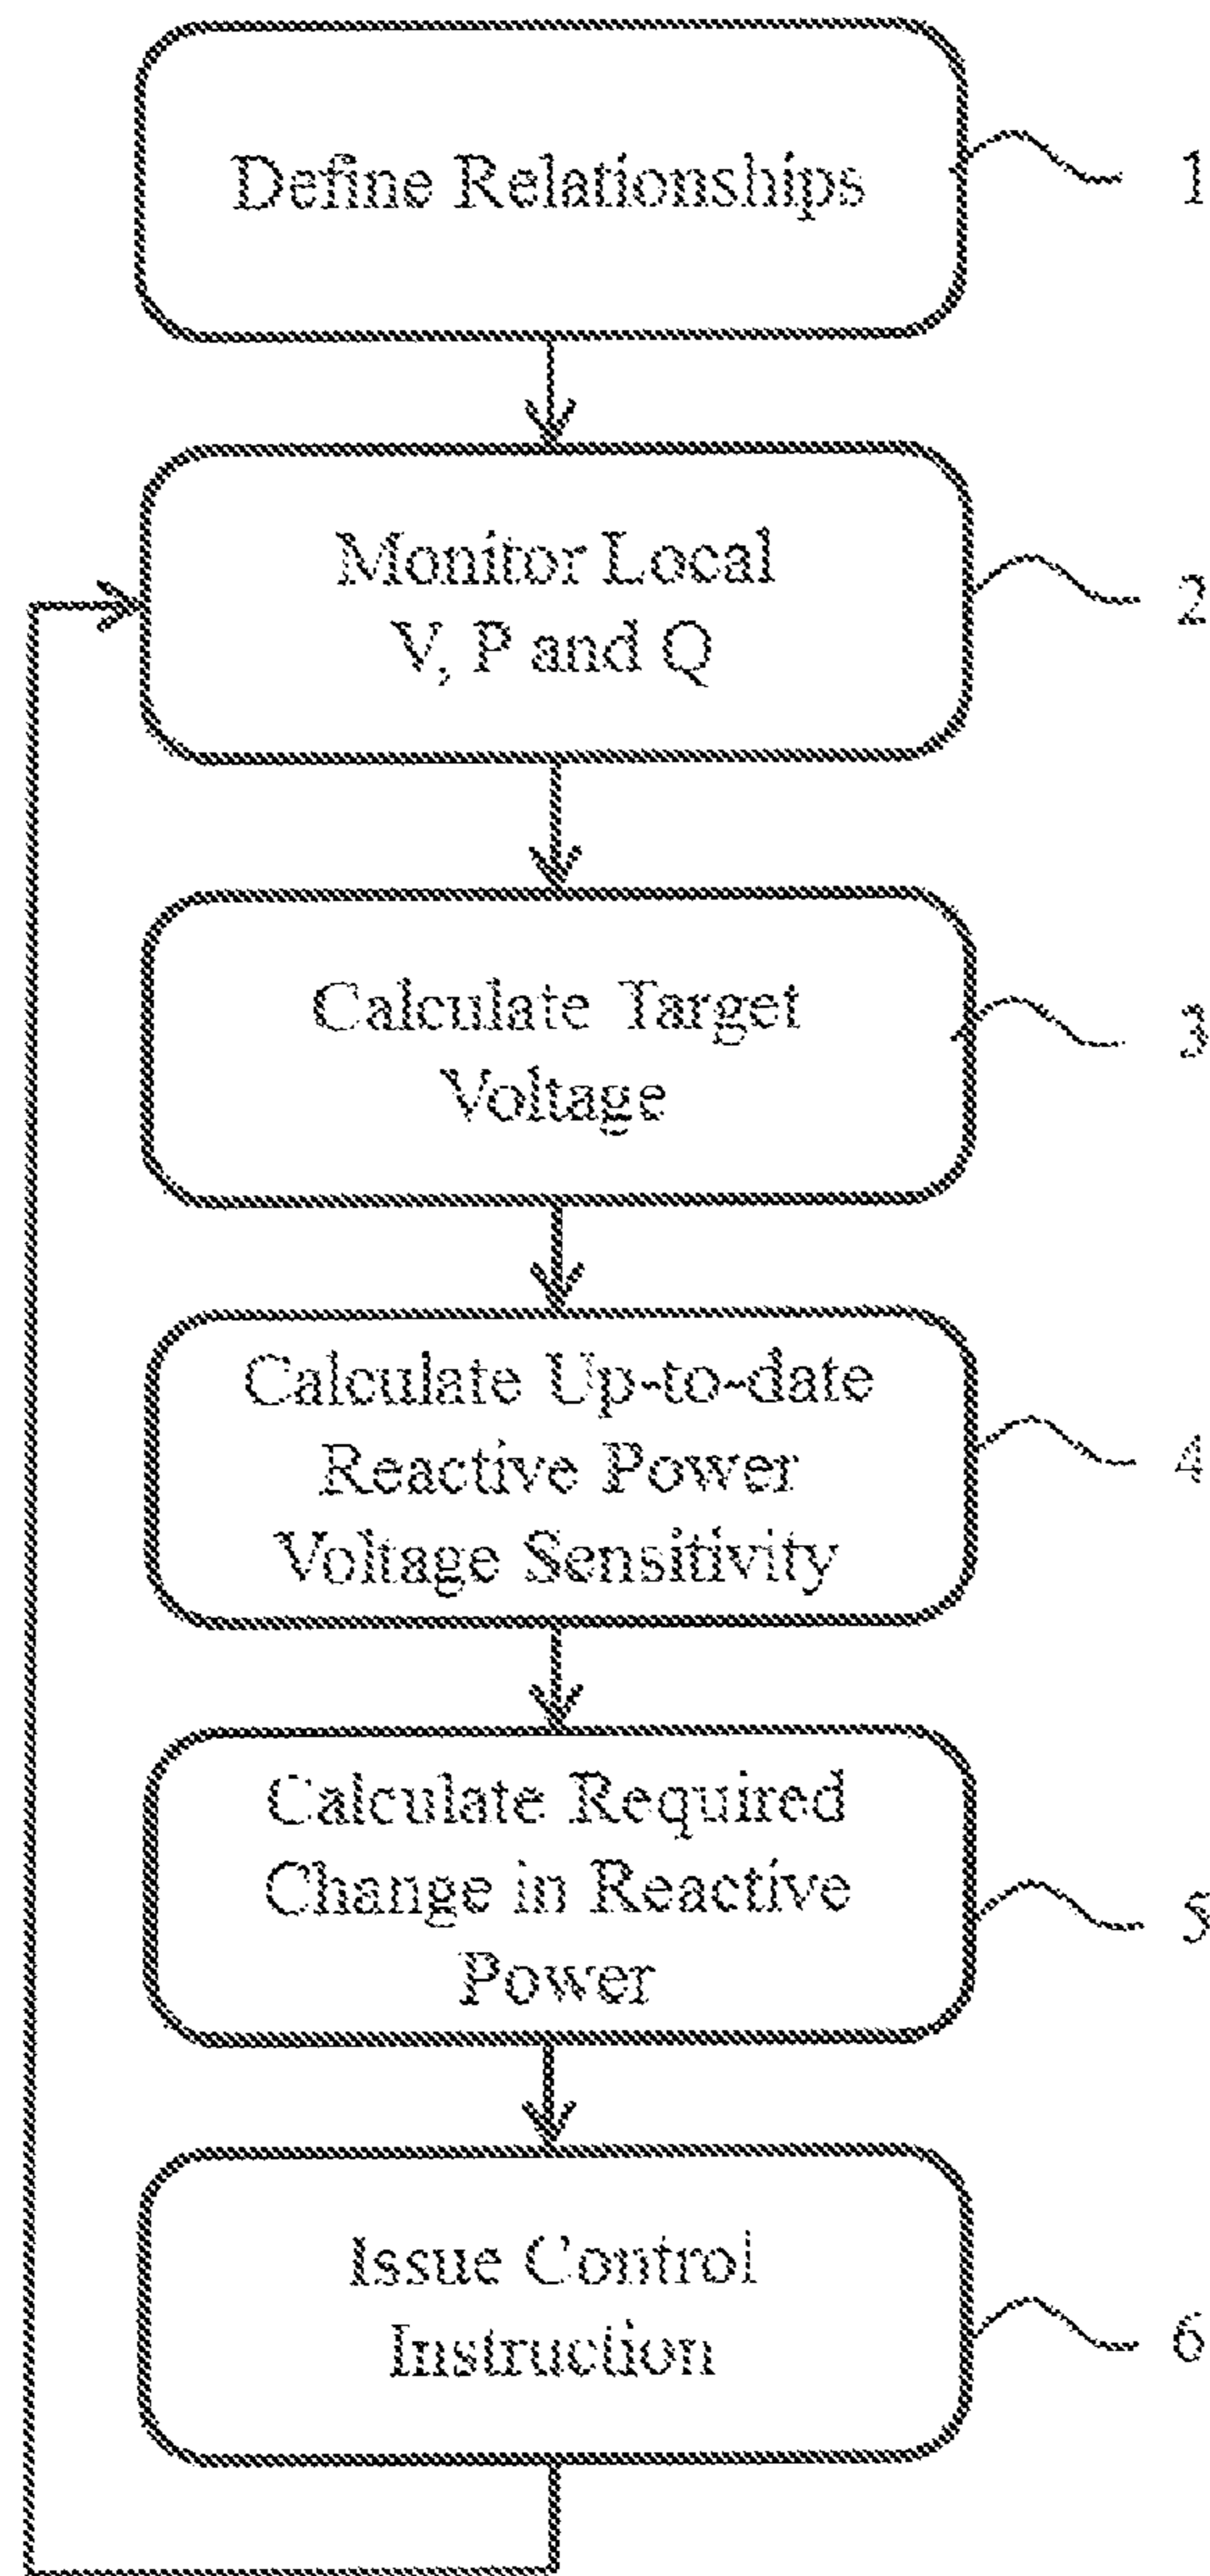 Define Relationships
1
Monitor Local
V, P and Q
2
Calculate Target
Voltage
3
Calculate Up-to-date
Reactive Power
Voltage Sensitivity
4
Calculate Required
Change in Reactive
Power
5
Issue Control
Instruction
6